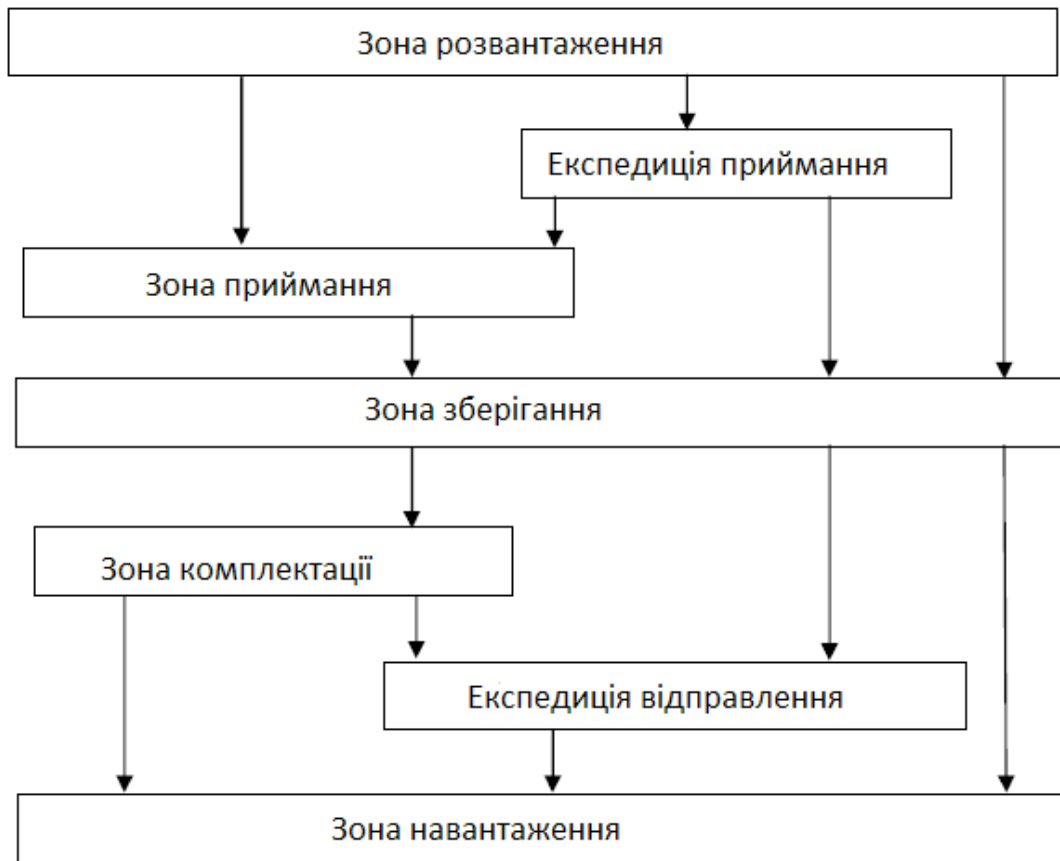 Зона розвантаження
Експедиція приймання
Зона приймання
Зона зберігання
Зона комплектації
Експедиція відправлення
Зона навантаження